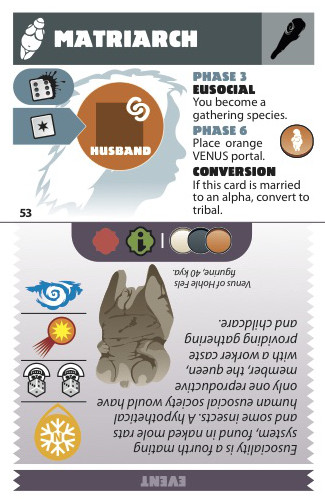 MATRIARCH
PHASE 3
EUSOCIAL
You become a
gathering species.
PHASE 6
Place orange
VENUS portal.
CONVERSION
If this card is married
to an alpha, convert to
tribal.
HUSBAND
53
EVENT
Eusociality is a fourth mating
system, found in naked mole rats
and some insects. A hypothetical
human eusocial society would have
only one reproductive
member, the queen,
with a worker caste
providing gathering
and childcare.
Venus of Hohle Fels
figurine, 40 kya.